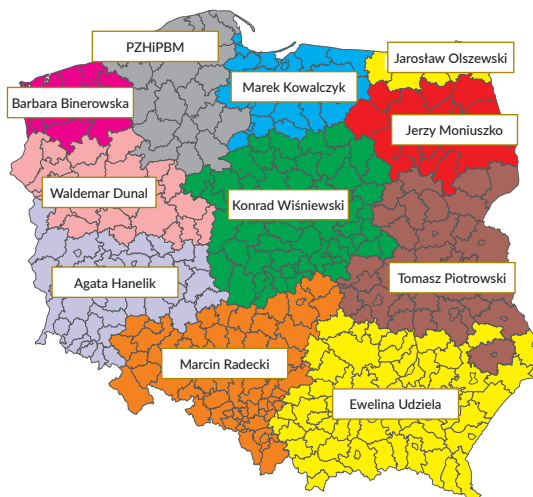 PZHiPBM
Jarosław Olszewski
Marek Kowalczyk
Barbara Binerowska
Jerzy Moniuszko
Waldemar Dunal
Konrad Wiśniewski
Agata Hanelik
Tomasz Piotrowski
Marcin Radecki
Ewelina Udziela